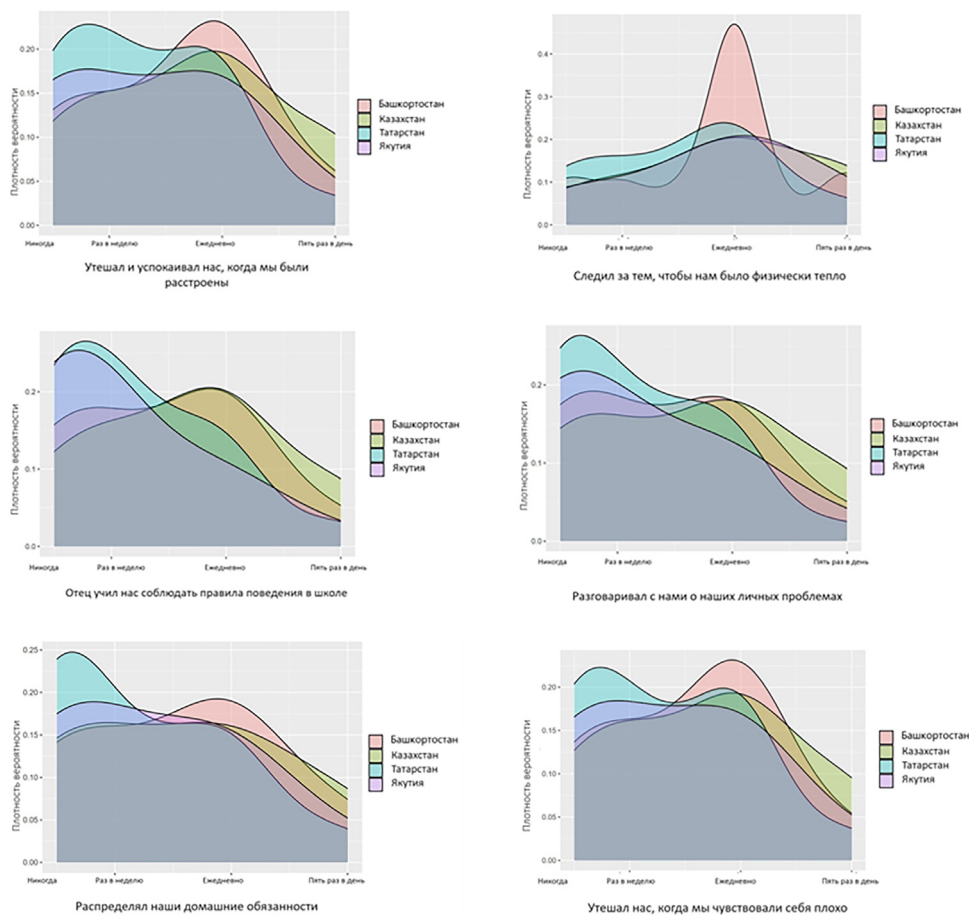 0.20
0.15
0.10
0.05
0.00
Плотность вероятности
Никогда
Раз в неделю
Ежедневно
Пять раз в день
Утешал и успокаивал нас, когда мы были
расстроены
Башкортостан
Казахстан
Татарстан
Якутия
0.4
0.3
0.2
0.1
0.0
Плотность вероятности
Никогда
Раз в неделю
Ежедневно
Пять раз в день
Следил за тем, чтобы нам было физически тепло
Башкортостан
Казахстан
Татарстан
Якутия
0.2
0.1
0.0
Плотность вероятности
Никогда
Раз в неделю
Ежедневно
Пять раз в день
Отец учил нас соблюдать правила поведения в школе
Башкортостан
Казахстан
Татарстан
Якутия
0.2
0.1
0.0
Плотность вероятности
Никогда
Раз в неделю
Ежедневно
Пять раз в день
Разговаривал с нами о наших личных проблемах
Башкортостан
Казахстан
Татарстан
Якутия
0.25
0.20
0.15
0.10
0.05
0.00
Плотность вероятности
Никогда
Раз в неделю
Ежедневно
Пять раз в день
Распределял наши домашние обязанности
Башкортостан
Казахстан
Татарстан
Якутия
0.20
0.15
0.10
0.05
0.00
Плотность вероятности
Никогда
Раз в неделю
Ежедневно
Пять раз в день
Утешал нас, когда мы чувствовали себя плохо
Башкортостан
Казахстан
Татарстан
Якутия